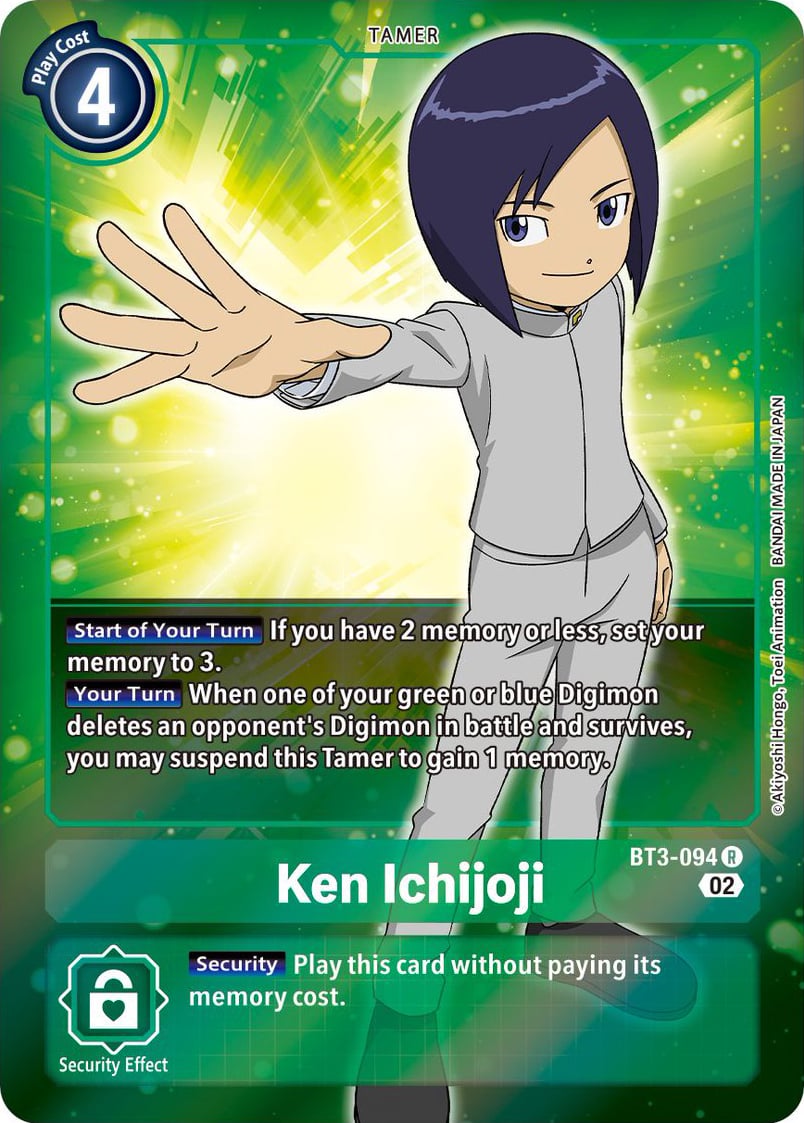 TAMER
Play Cost
4
Start of Your Turn If you have 2 memory or less, set your
memory to 3.
Your Turn When one of your green or blue Digimon
deletes an opponent's Digimon in battle and survives,
you may suspend this Tamer to gain 1 memory.
©Akiyoshi Hongo, Toei Animation BANDAI MADE IN JAPAN
BT3-094 R
02
Ken Ichijoji
Security Play this card without paying its
memory cost.
Security Effect